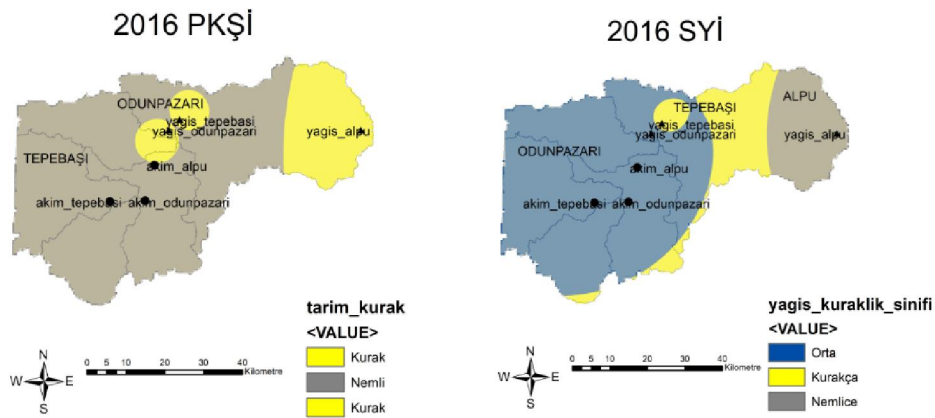 2016 PKŞİ
ODUNPAZARI
yagis_tepebasi
yagis_odunpazari
yagis_alpu
TEPEBAŞI
akim_alpu
akim_tepebasi
akim_odunpazari
tarim_kurak
<VALUE>
Kurak
Nemli
Kurak
N
W E
S
0 5 10 20 30 40
Kilometre
2016 SYİ
TEPEBAŞI
ALPU
yagis_tepebasi
yagis_odunpazari
yagis_alpu
ODUNPAZARI
akim_alpu
akim_tepebasi
akim_odunpazari
yagis_kuraklik_sinifi
<VALUE>
Orta
Kurakça
Nemlice
N
W E
S
0 5 10 20 30 40
Kilometre